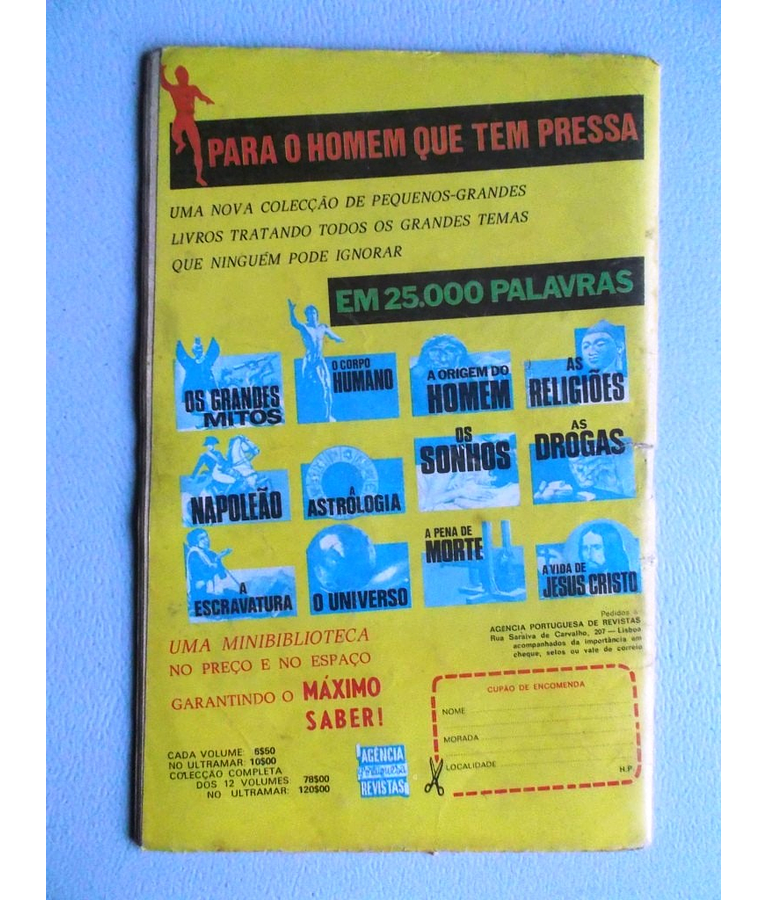 PARA O HOMEM QUE TEM PRESSA
UMA NOVA COLECÇÃO DE PEQUENOS-GRANDES
LIVROS TRATANDO TODOS OS GRANDES TEMAS
QUE NINGUÉM PODE IGNORAR
EM 25.000 PALAVRAS
OS GRANDES
MITOS
O CORPO
HUMANO
A ORIGEM DO
HOMEM
AS
RELIGIÕES
NAPOLEÃO
A
ASTROLOGIA
OS
SONHOS
AS
DROGAS
A
ESCRAVATURA
O UNIVERSO
A PENA DE
MORTE
A VIDA DE
JESUS CRISTO
UMA MINIBIBLIOTECA
NO PREÇO E NO ESPAÇO
GARANTINDO O MÁXIMO
SABER!
Pedidos à
AGÊNCIA PORTUGUESA DE REVISTAS
Rua Saraiva de Carvalho, 207 — Lisboa
acompanhados da importância em
cheque, selos ou vale de correio
CUPÃO DE ENCOMENDA
NOME
MORADA
LOCALIDADE
H.P.
CADA VOLUME: 6$50
NO ULTRAMAR: 10$00
COLECÇÃO COMPLETA
DOS 12 VOLUMES 78$00
NO ULTRAMAR: 120$00
AGÊNCIA
Portuguesa
REVISTAS